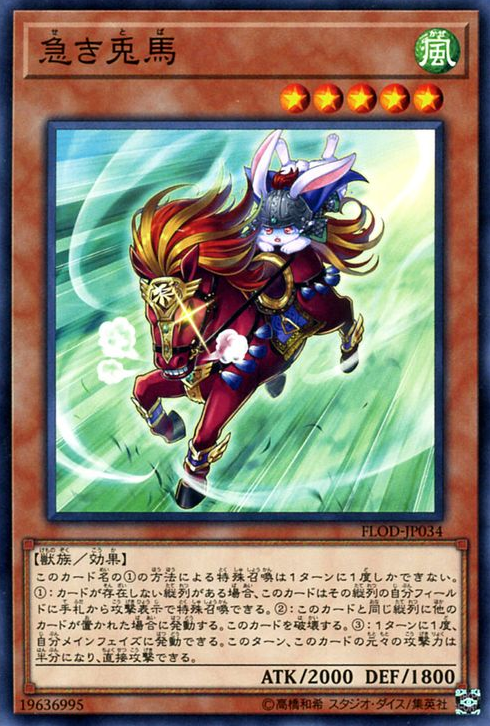 急き兎馬
風
FLOD-JP034
【獣族／効果】
このカード名の①の方法による特殊召喚は1ターンに1度しかできない。
①：カードが存在しない縦列がある場合、このカードはその縦列の自分フィール
ドに手札から攻撃表示で特殊召喚できる。②：このカードと同じ縦列に他の
カードが置かれた場合に発動する。このカードを破壊する。③：1ターンに1度、
自分メインフェイズに発動できる。このターン、このカードの元々の攻撃力は
半分になり、直接攻撃できる。
ATK/2000 DEF/1800
19636995
©高橋和希 スタジオ・ダイス/集英社